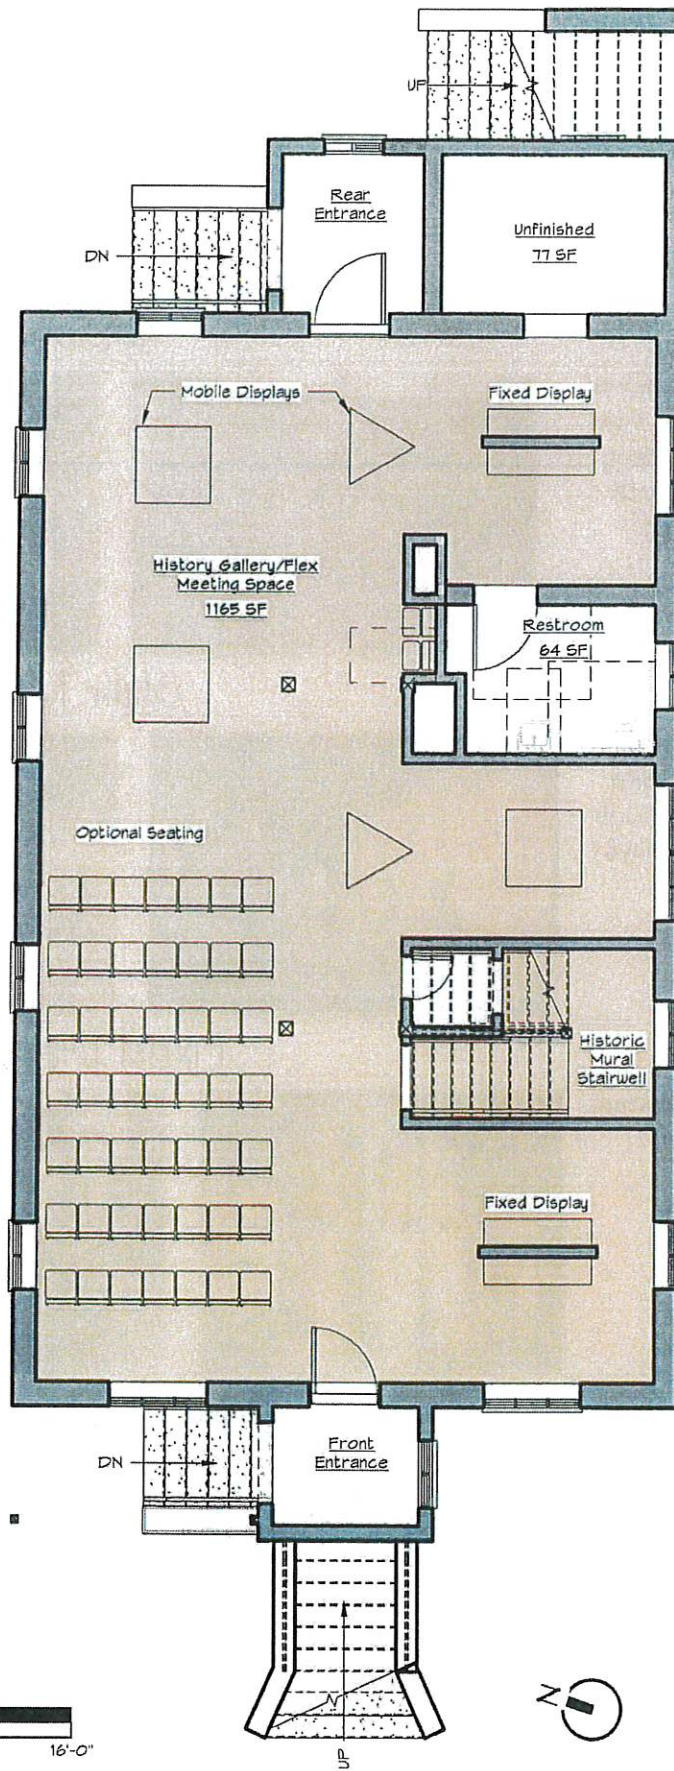 UP
Rear
Entrance
Unfinished
77 SF
DN
Mobile Displays
Fixed Display
History Gallery/Flex
Meeting Space
1165 SF
Restroom
64 SF
Optional Seating
Historic
Mural
Stairwell
Fixed Display
DN
Front
Entrance
N
16'-0"
UP